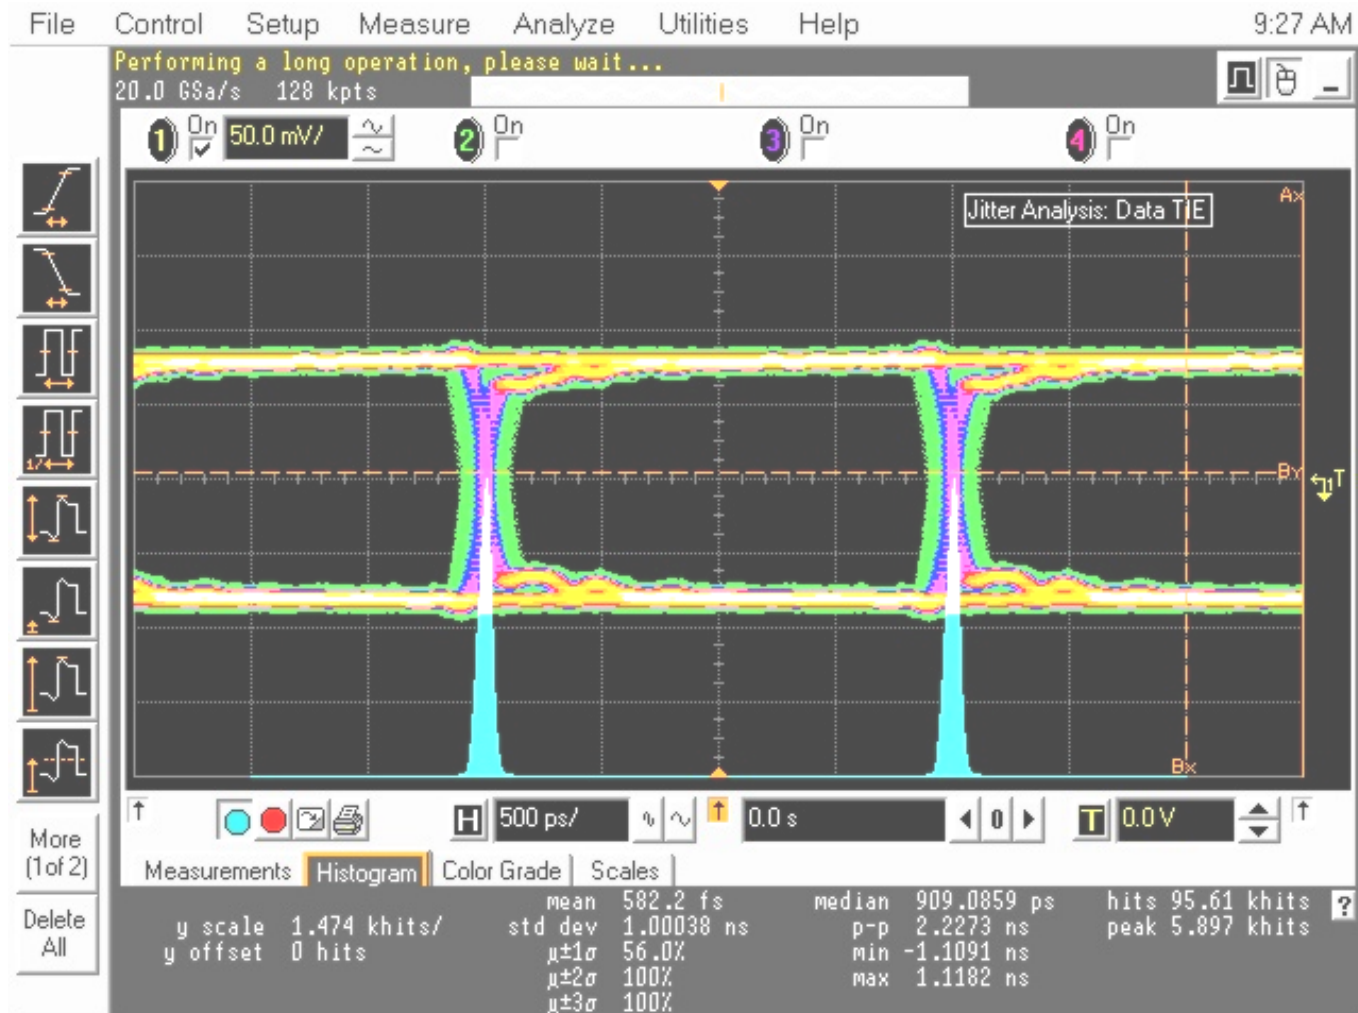 File Control Setup Measure Analyze Utilities Help 9:27 AM
Performing a long operation, please wait...
20.0 GSa/s 128 kpts
1 On 50.0 mV/ 2 On 3 On 4 On
Jitter Analysis: Data TIE
Ax
By
T
Bx
1/
More
(1of 2)
Delete
All
H 500 ps/ 0.0 s 0 T 0.0 V
Measurements Histogram Color Grade Scales
mean 582.2 fs median 909.0859 ps hits 95.61 khits ?
y scale 1.474 khits/ std dev 1.00038 ns p-p 2.2273 ns peak 5.897 khits
y offset 0 hits µ±1σ 56.0% min -1.1091 ns
µ±2σ 100% max 1.1182 ns
µ±3σ 100%